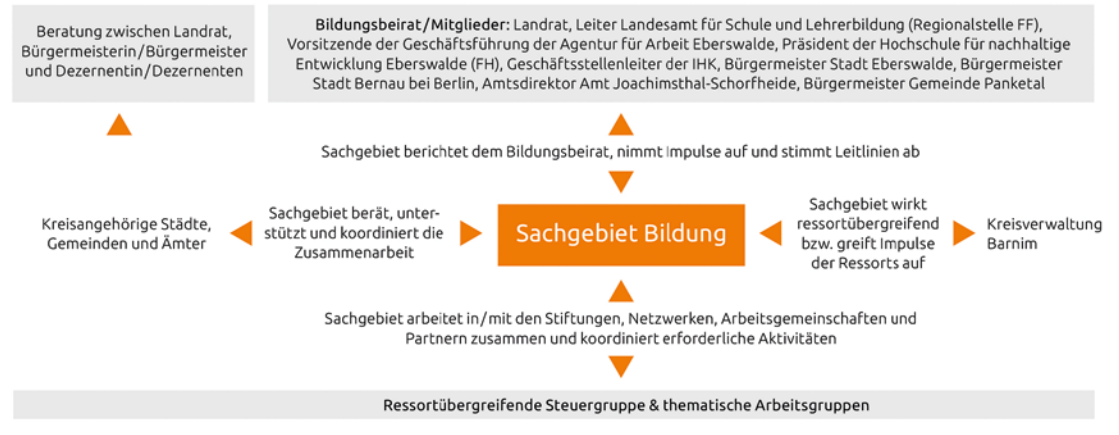 Beratung zwischen Landrat,
Bürgermeisterin/Bürgermeister
und Dezernentin/Dezernenten
Bildungsbeirat/Mitglieder: Landrat, Leiter Landesamt für Schule und Lehrerbildung (Regionalstelle FF),
Vorsitzende der Geschäftsführung der Agentur für Arbeit Eberswalde, Präsident der Hochschule für nachhaltige
Entwicklung Eberswalde (FH), Geschäftsstellenleiter der IHK, Bürgermeister Stadt Eberswalde, Bürgermeister
Stadt Bernau bei Berlin, Amtsdirektor Amt Joachimsthal-Schorfheide, Bürgermeister Gemeinde Panketal
Sachgebiet berichtet dem Bildungsbeirat, nimmt Impulse auf und stimmt Leitlinien ab
Kreisangehörige Städte,
Gemeinden und Ämter
Sachgebiet berät, unter-
stützt und koordiniert die
Zusammenarbeit
Sachgebiet Bildung
Sachgebiet wirkt
ressortübergreifend
bzw. greift Impulse
der Ressorts auf
Kreisverwaltung
Barnim
Sachgebiet arbeitet in/mit den Stiftungen, Netzwerken, Arbeitsgemeinschaften und
Partnern zusammen und koordiniert erforderliche Aktivitäten
Ressortübergreifende Steuergruppe & thematische Arbeitsgruppen